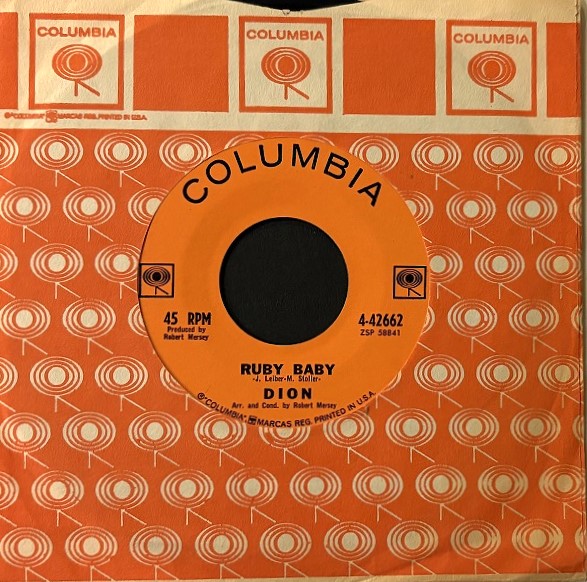 COLUMBIA
COLUMBIA
COLUMBIA
MARCAS REG. PRINTED IN U.S.A.
COLUMBIA
45 RPM
Produced by
Robert Mersey
4-42662
ZSP 58841
RUBY BABY
-J. Leiber-M. Stoller-
DION
Arr. and Cond. by Robert Mersey
℗"COLUMBIA", MARCAS REG. PRINTED IN U.S.A.